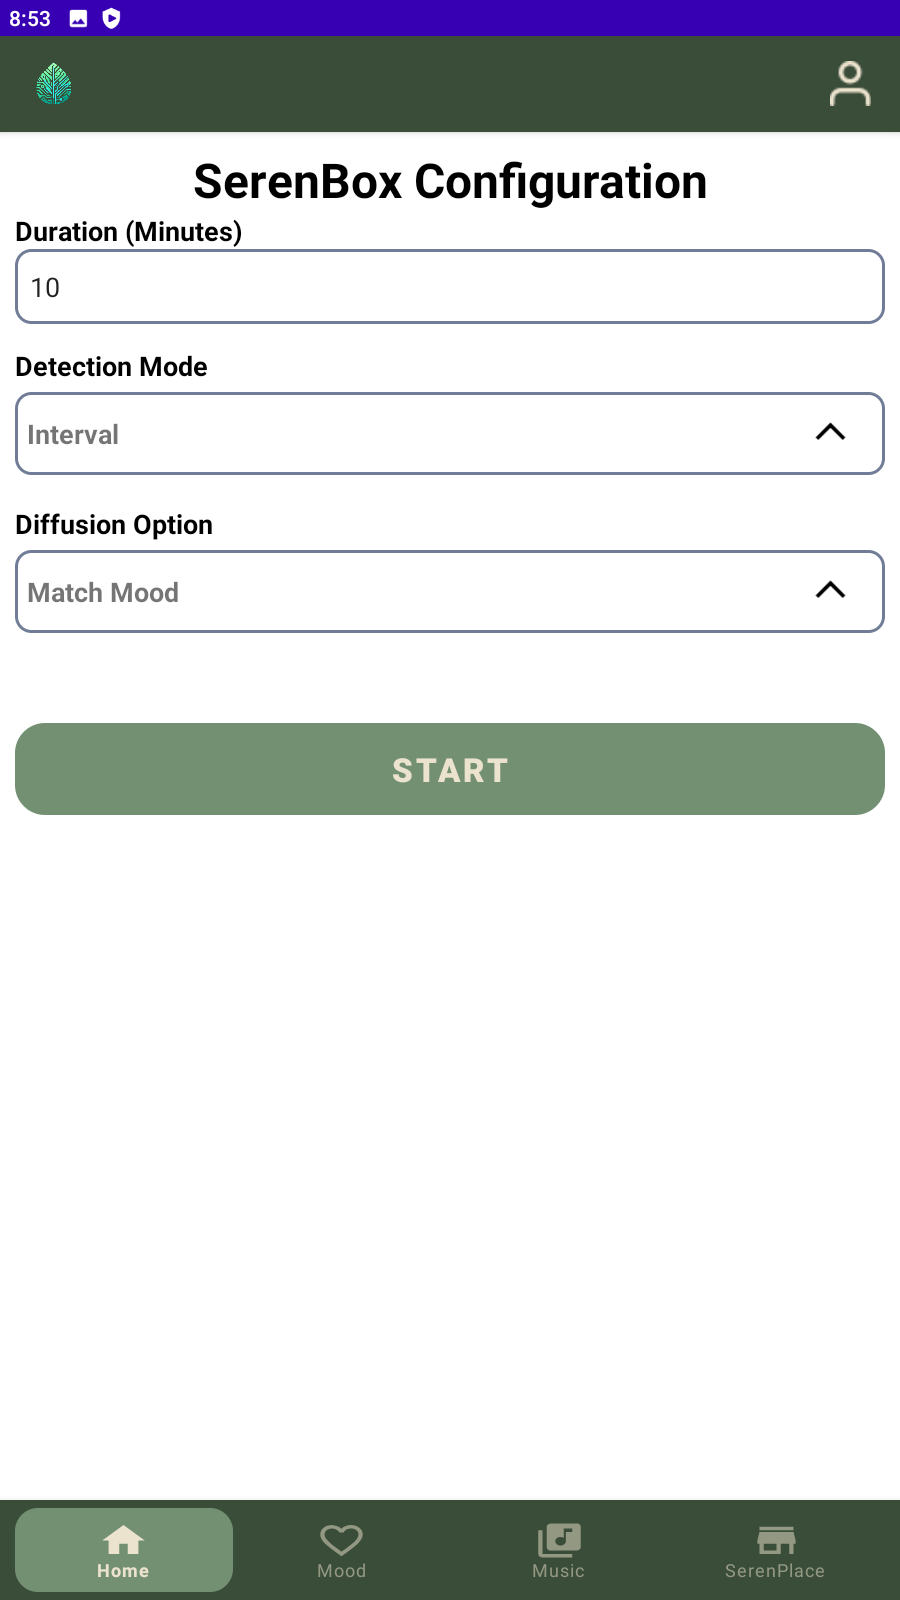 8:53
SerenBox Configuration
Duration (Minutes)
10
Detection Mode
Interval
Diffusion Option
Match Mood
START
Home
Mood
Music
SerenPlace